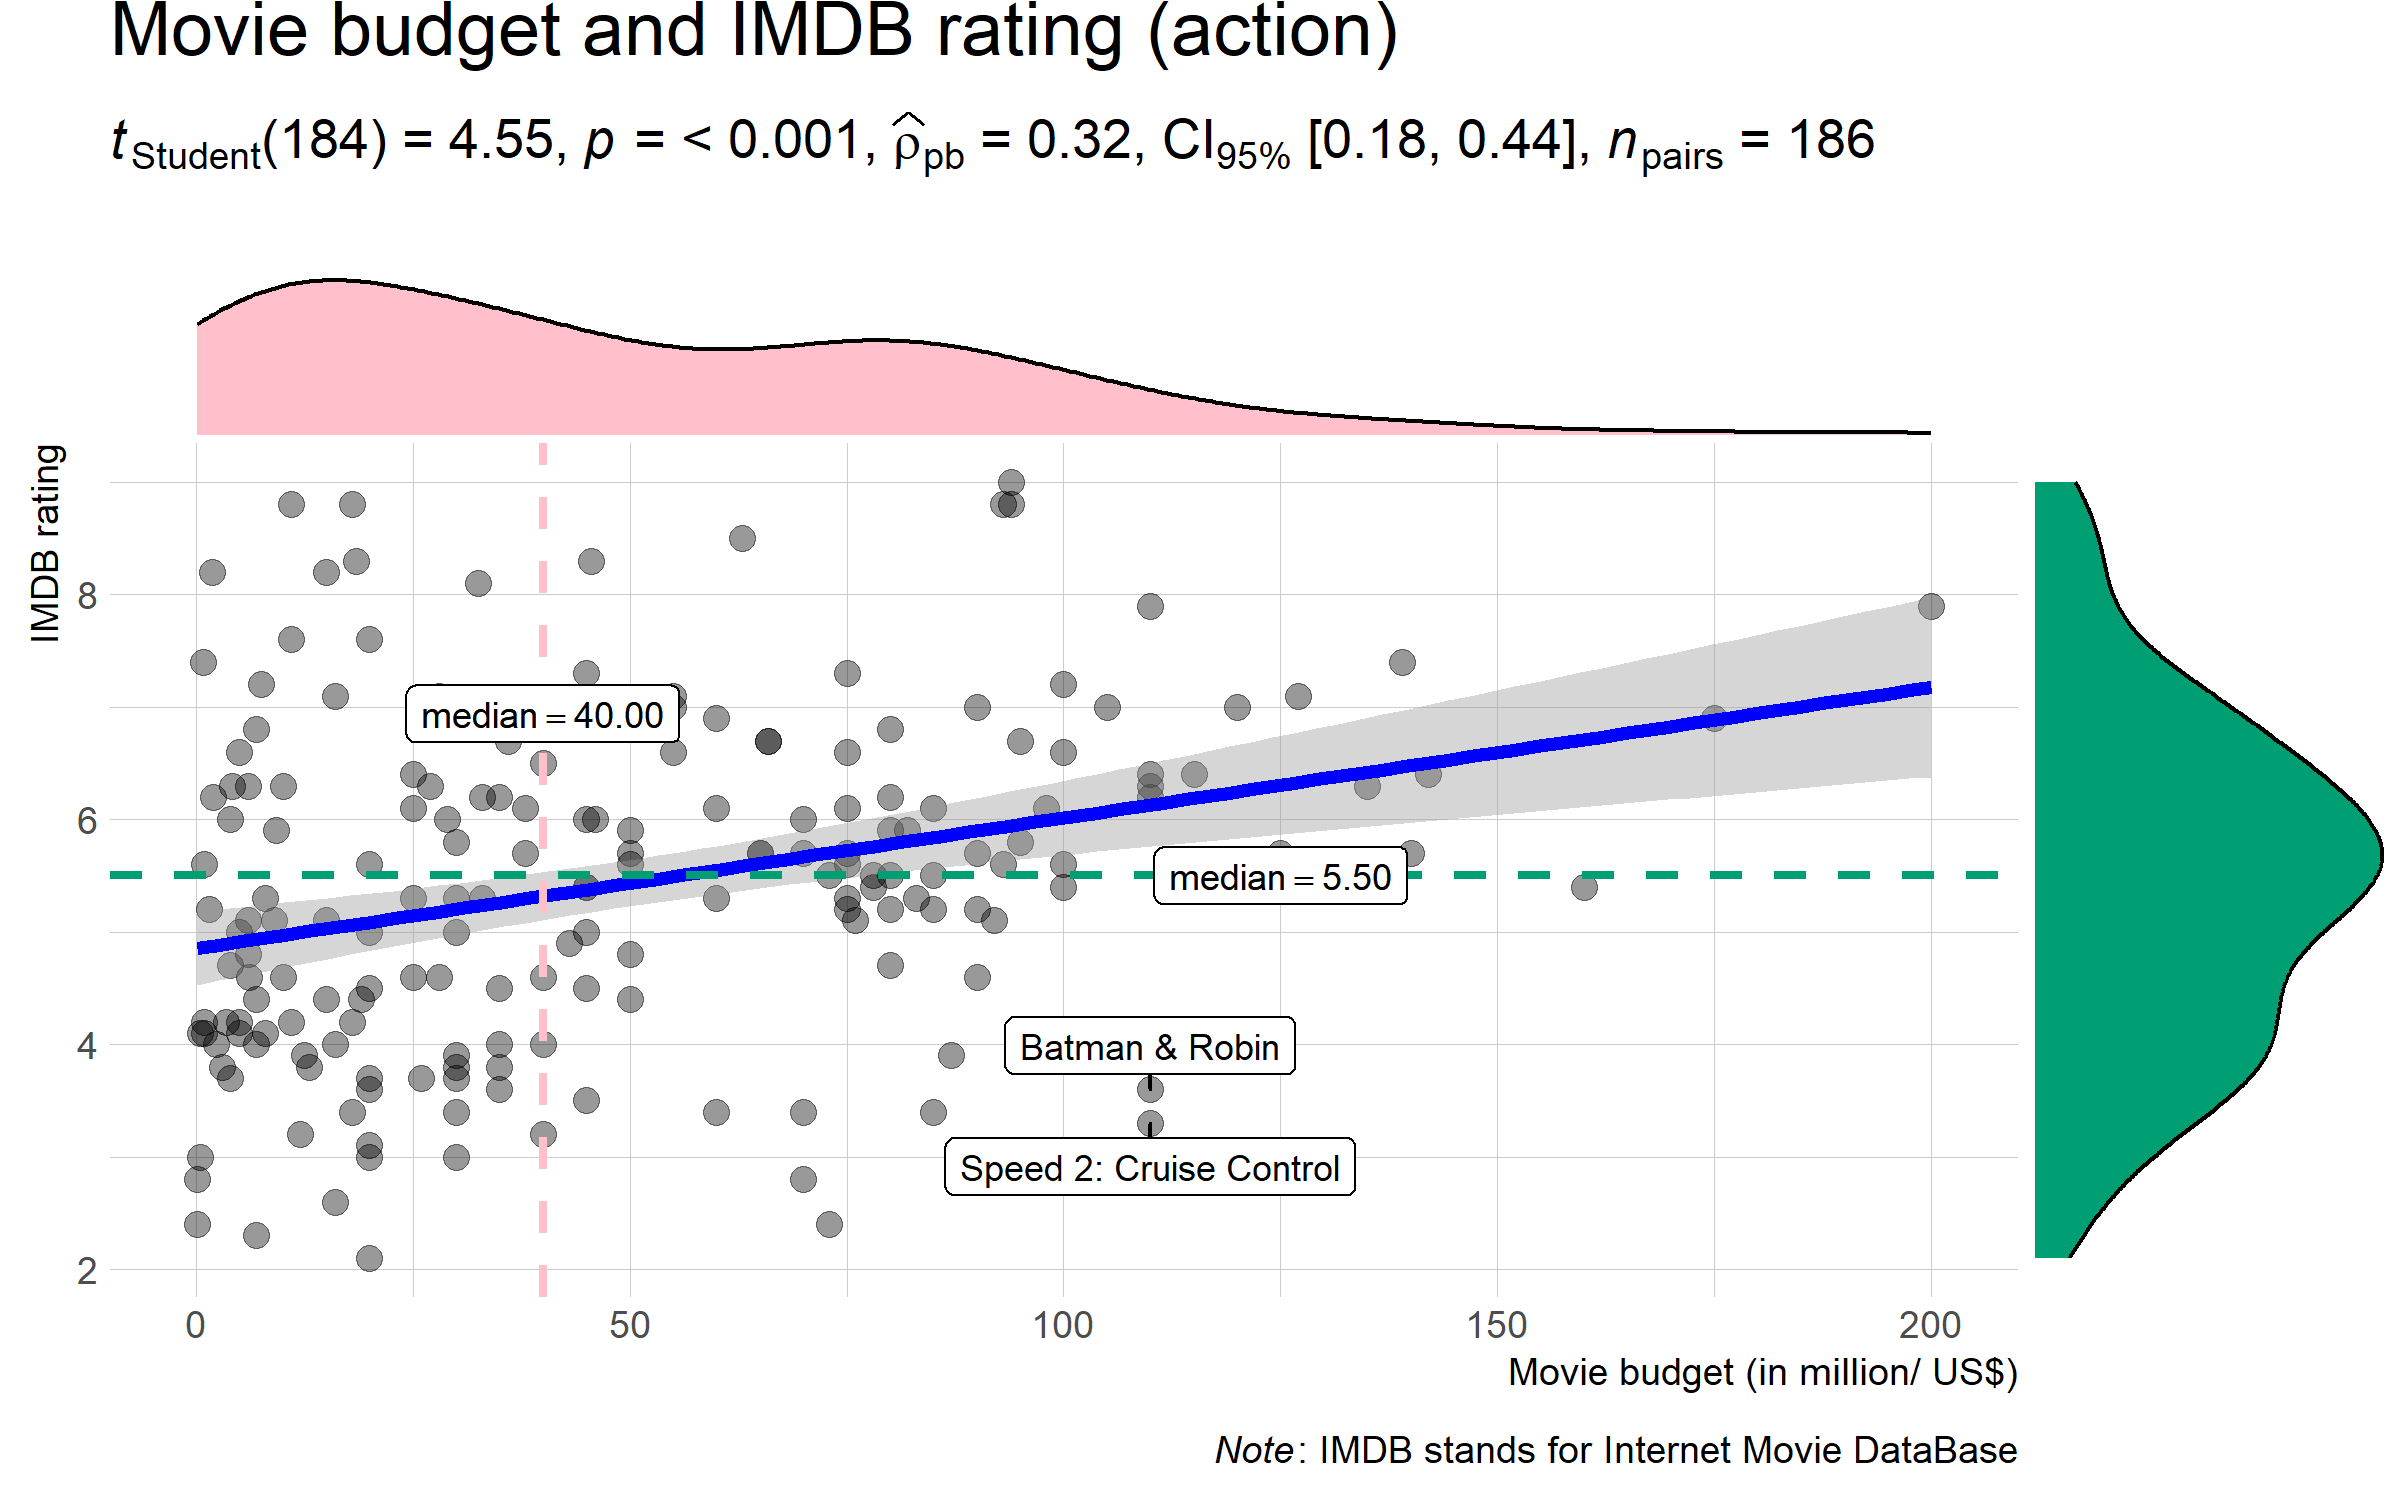 Movie budget and IMDB rating (action)
tStudent(184) = 4.55, p = < 0.001, ρ̂pb = 0.32, CI95% [0.18, 0.44], npairs = 186
IMDB rating
8
6
4
2
median = 40.00
median = 5.50
Batman & Robin
Speed 2: Cruise Control
0 50 100 150 200
Movie budget (in million/ US$)
Note: IMDB stands for Internet Movie DataBase